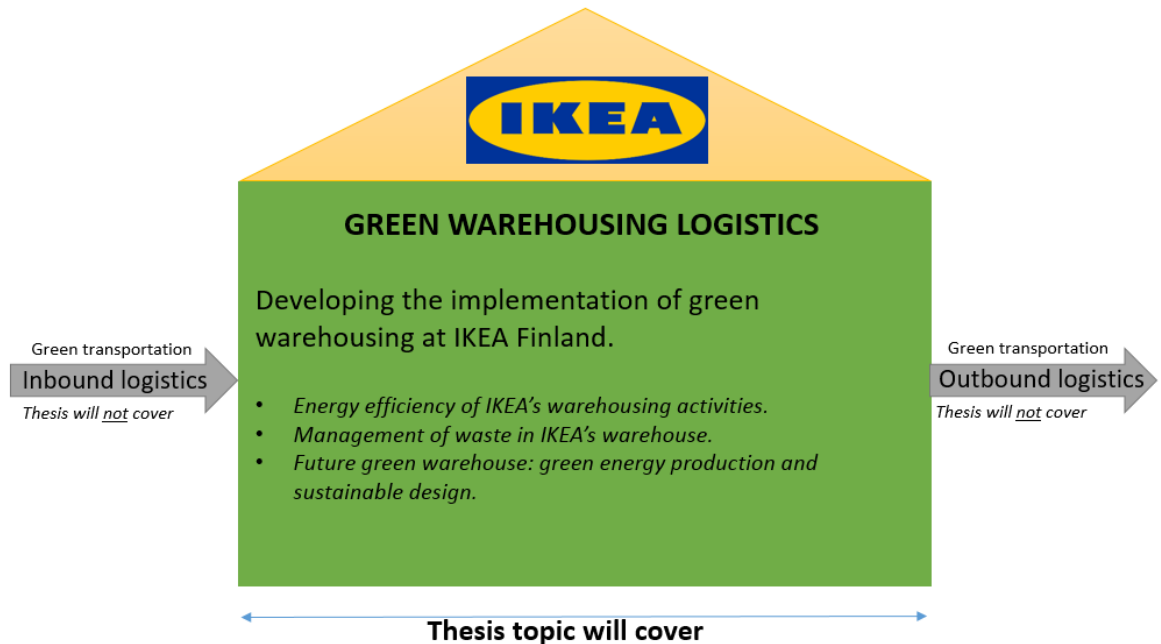 IKEA
GREEN WAREHOUSING LOGISTICS
Developing the implementation of green
warehousing at IKEA Finland.
• Energy efficiency of IKEA's warehousing activities.
• Management of waste in IKEA's warehouse.
• Future green warehouse: green energy production and
sustainable design.
Green transportation
Inbound logistics
Thesis will not cover
Green transportation
Outbound logistics
Thesis will not cover
Thesis topic will cover